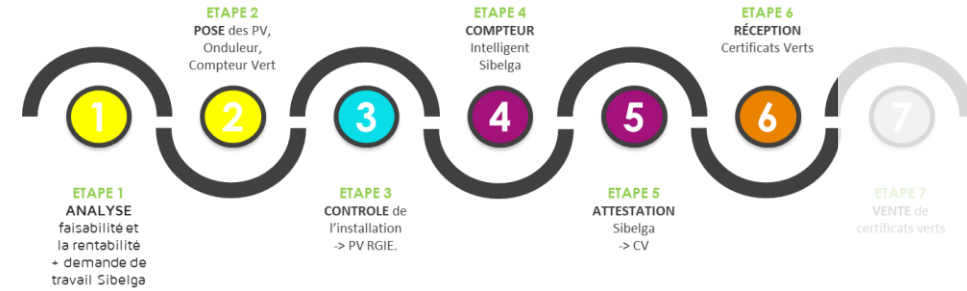 ETAPE 2
POSE des PV,
Onduleur,
Compteur Vert
ETAPE 4
COMPTEUR
Intelligent
Sibelga
ETAPE 6
RÉCEPTION
Certificats Verts
1
2
3
4
5
6
7
ETAPE 1
ANALYSE
faisabilité et
la rentabilité
+ demande de
travail Sibelga
ETAPE 3
CONTROLE de
l'installation
-> PV RGIE.
ETAPE 5
ATTESTATION
Sibelga
-> CV
ETAPE 7
VENTE de
certificats verts